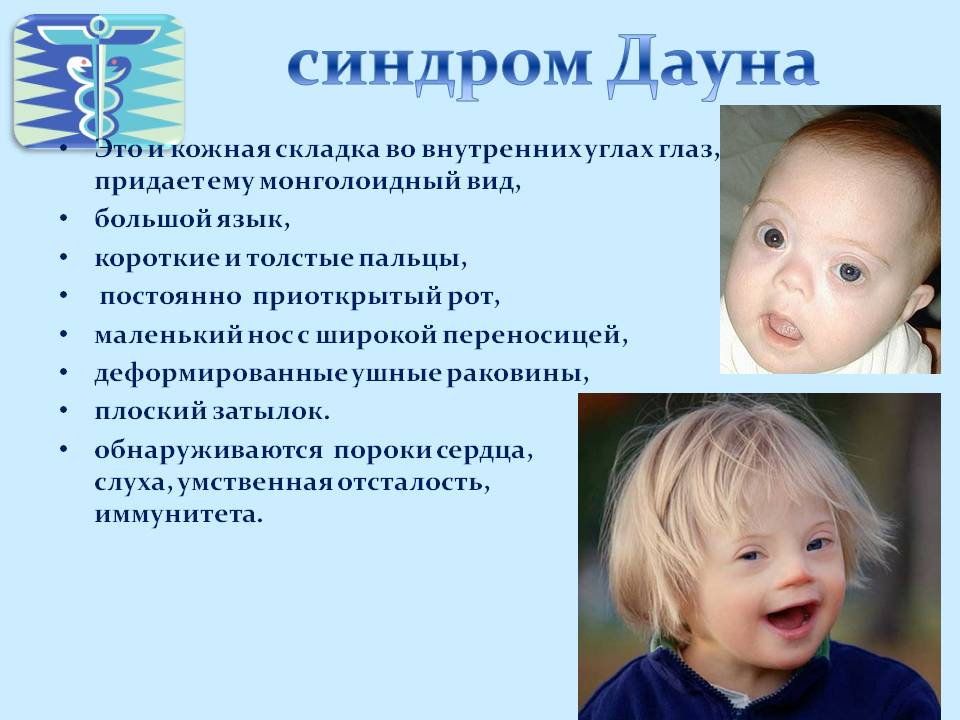 синдром Дауна
• Это и кожная складка во внутренних углах глаз,
придает ему монголоидный вид,
• большой язык,
• короткие и толстые пальцы,
• постоянно приоткрытый рот,
• маленький нос с широкой переносицей,
• деформированные ушные раковины,
• плоский затылок.
• обнаруживаются пороки сердца,
слуха, умственная отсталость,
иммунитета.